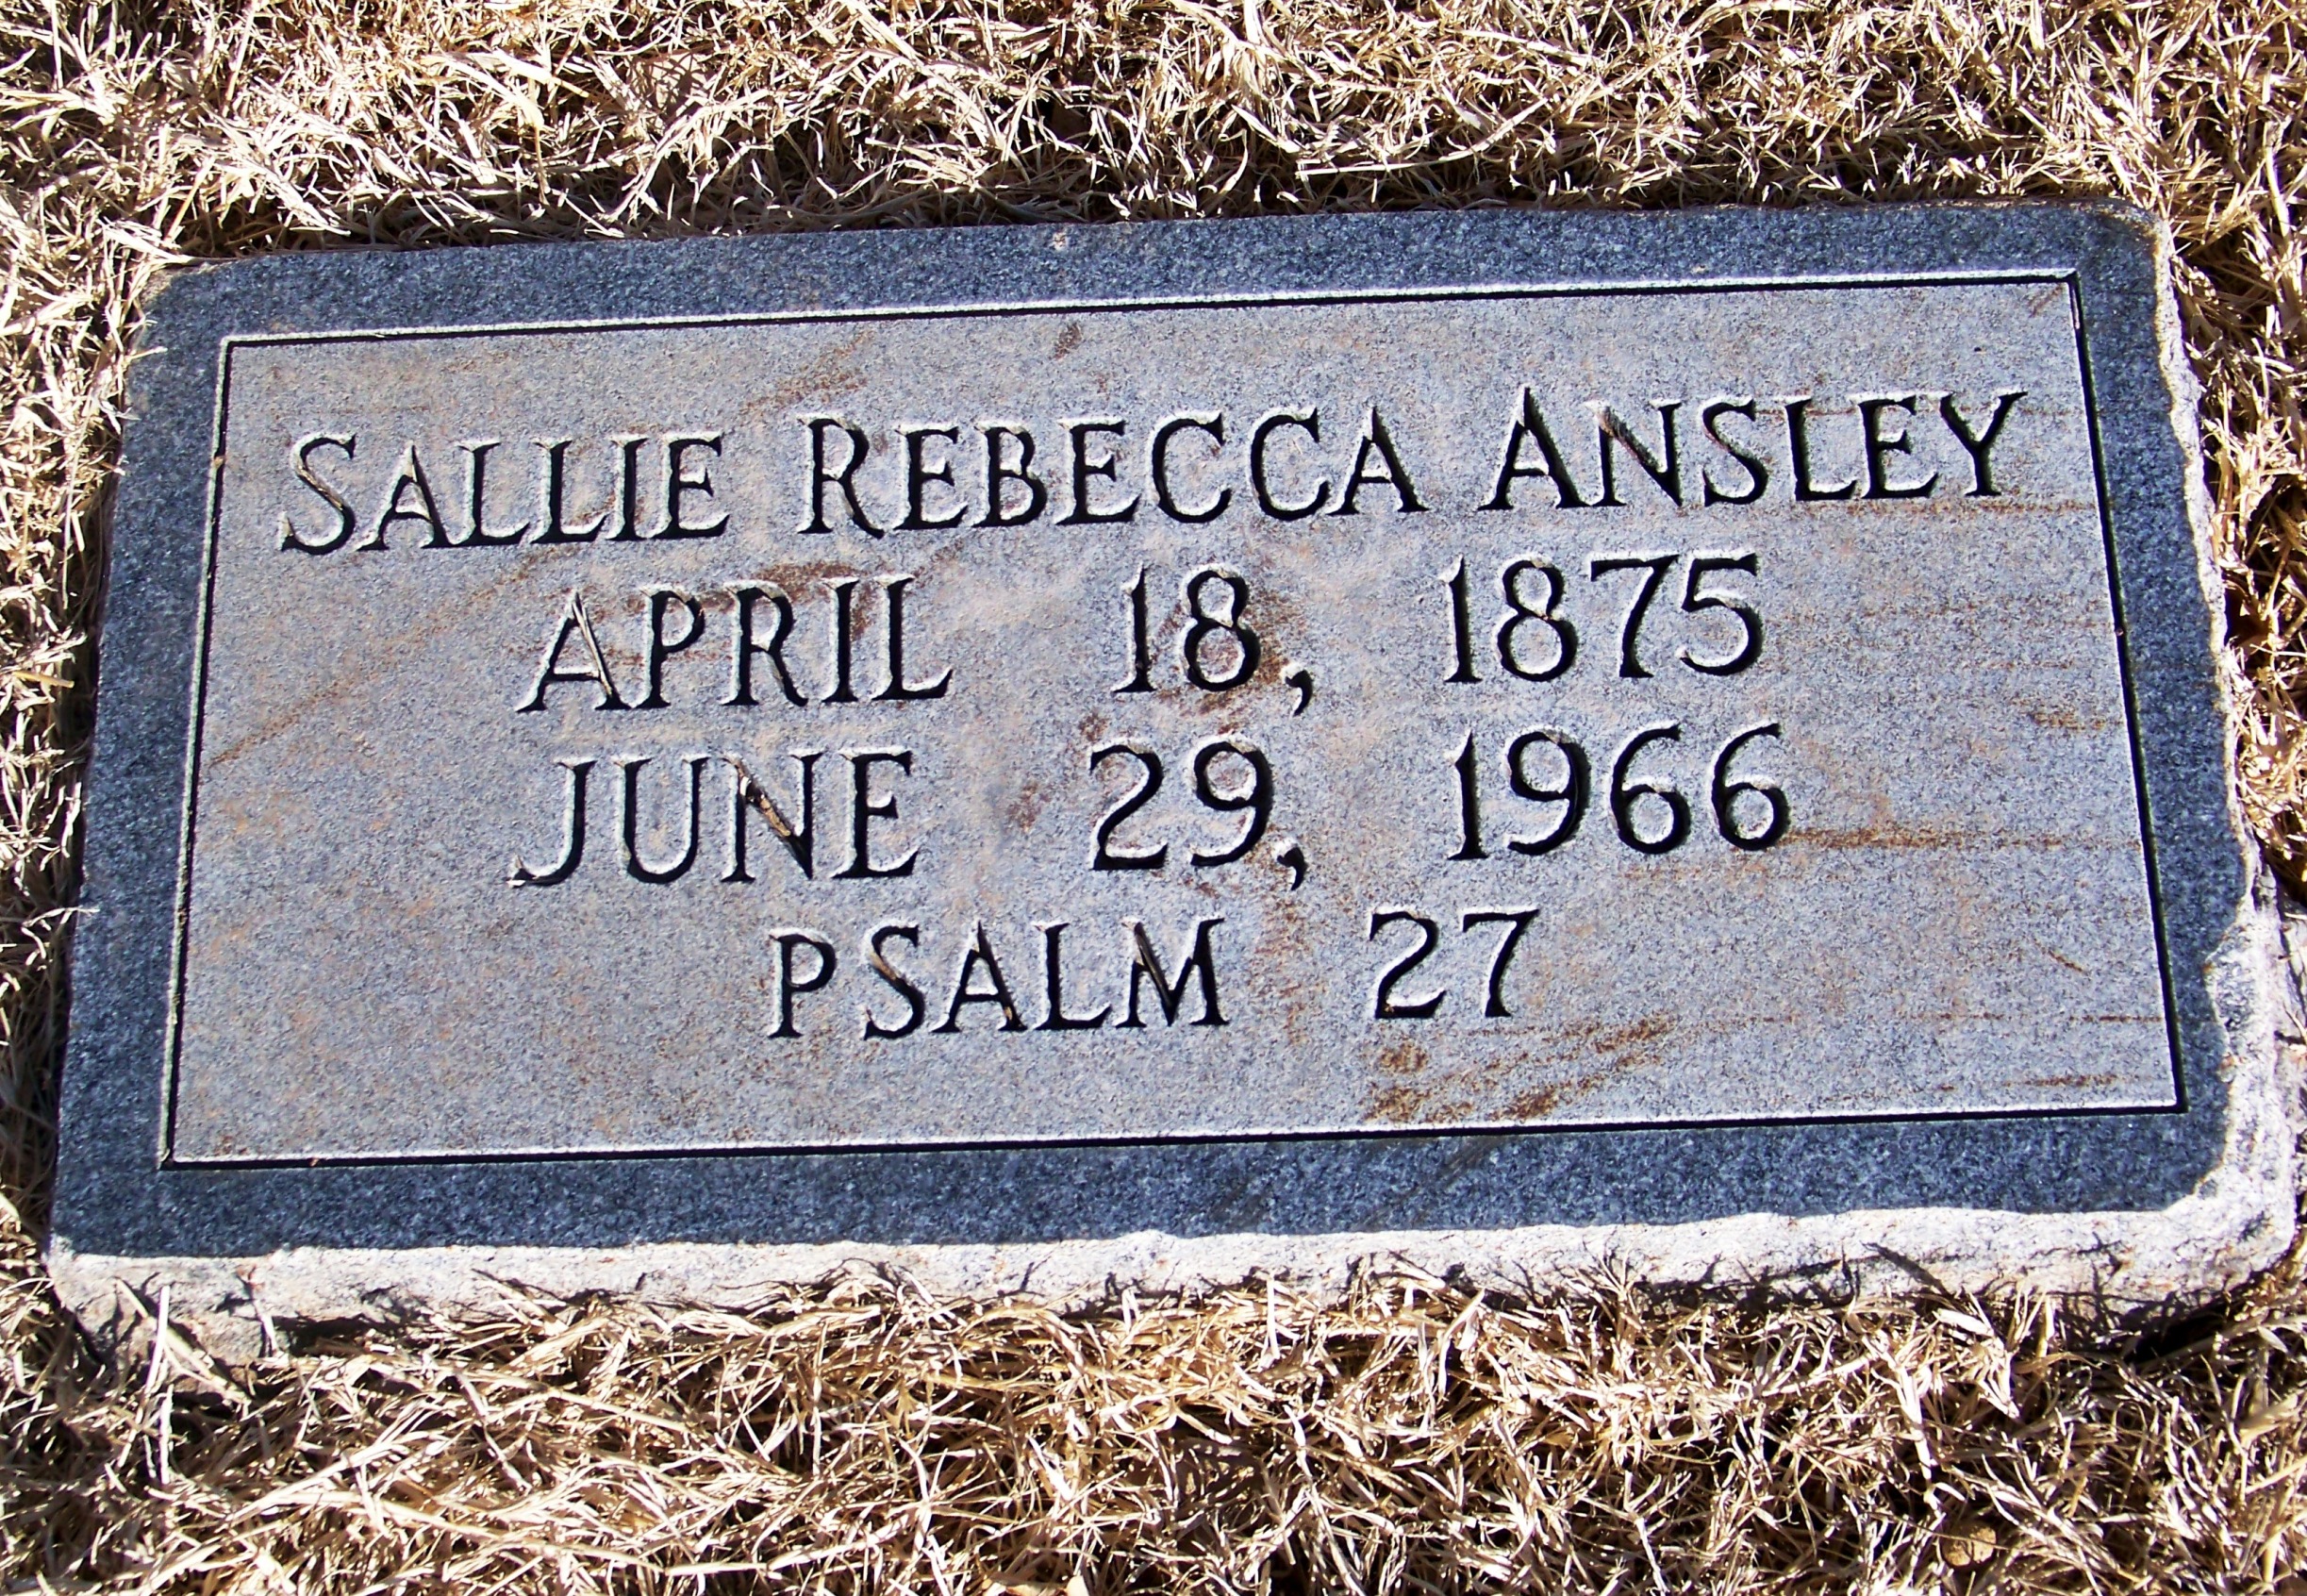 SALLIE REBECCA ANSLEY
APRIL 18, 1875
JUNE 29, 1966
PSALM 27